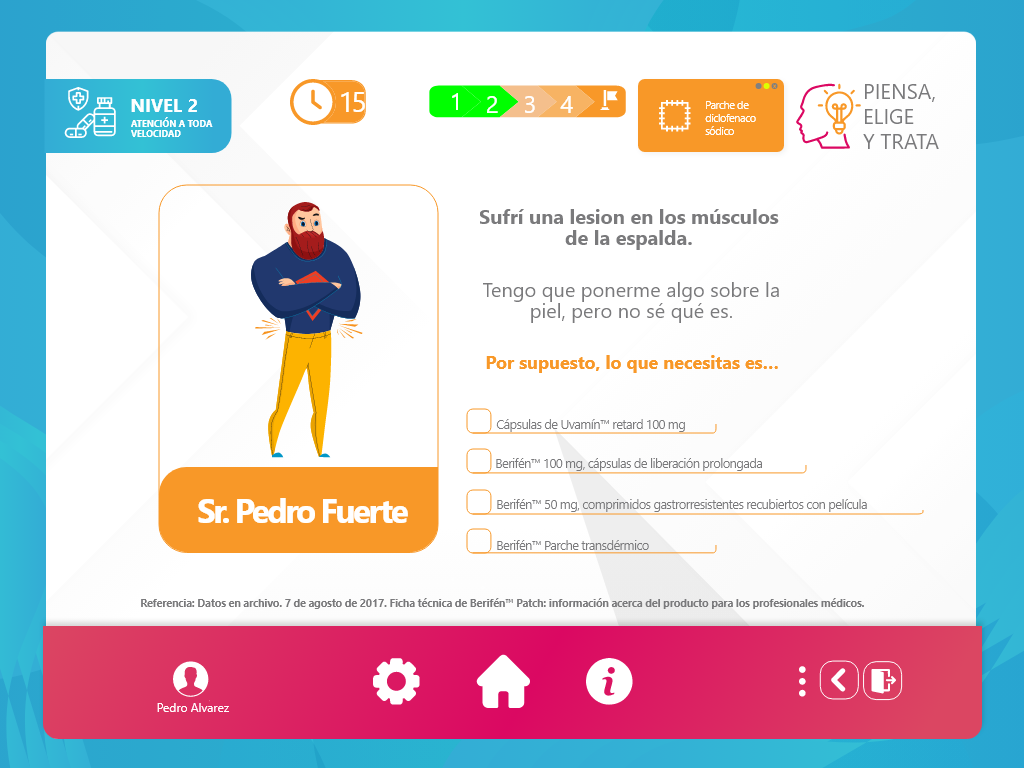 NIVEL 2
ATENCIÓN A TODA
VELOCIDAD
15
1 2 3 4
Parche de
diclofenaco
sódico
PIENSA,
ELIGE
Y TRATA
Sufrí una lesion en los músculos
de la espalda.
Tengo que ponerme algo sobre la
piel, pero no sé qué es.
Por supuesto, lo que necesitas es...
Cápsulas de Uvamín™ retard 100 mg
Berifén™ 100 mg, cápsulas de liberación prolongada
Berifén™ 50 mg, comprimidos gastrorresistentes recubiertos con película
Berifén™ Parche transdérmico
Sr. Pedro Fuerte
Referencia: Datos en archivo. 7 de agosto de 2017. Ficha técnica de Berifén™ Patch: información acerca del producto para los profesionales médicos.
Pedro Alvarez